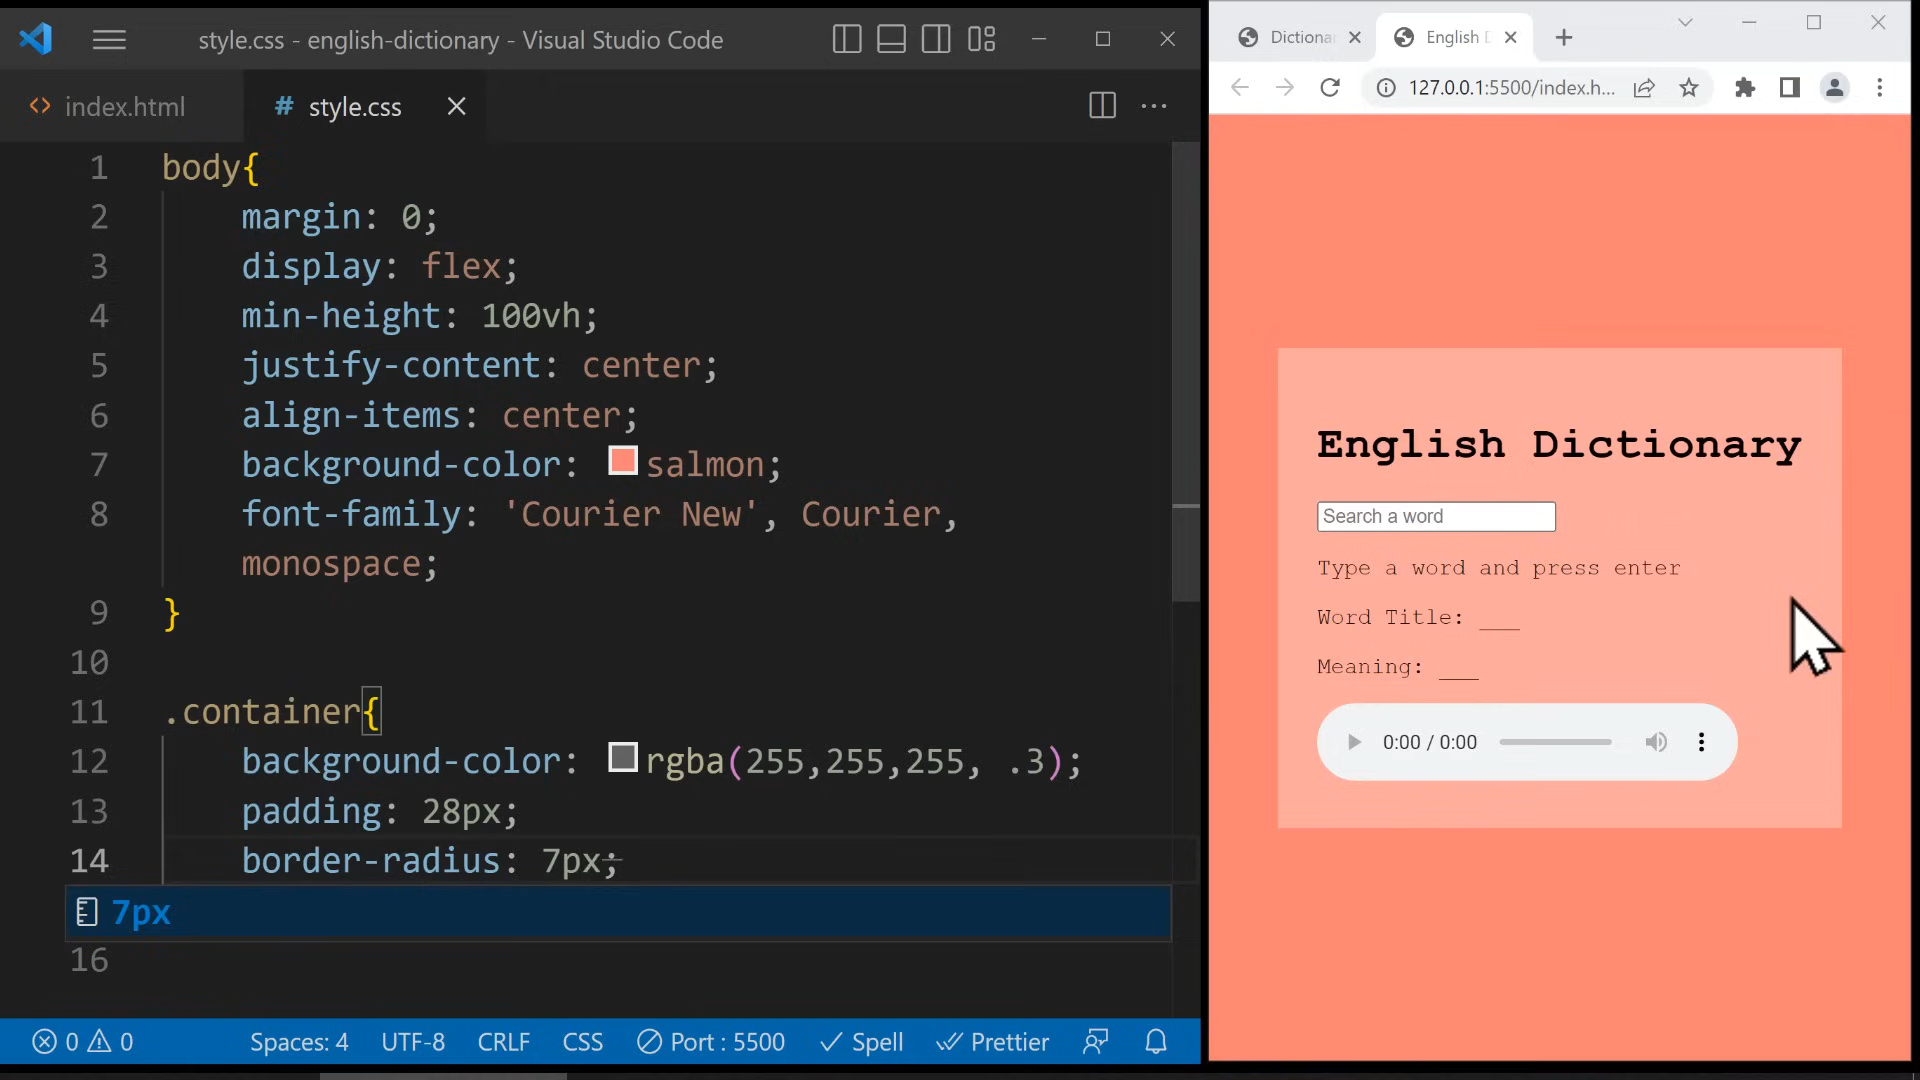 style.css - english-dictionary - Visual Studio Code
index.html
# style.css
1 body{
2 margin: 0;
3 display: flex;
4 min-height: 100vh;
5 justify-content: center;
6 align-items: center;
7 background-color: salmon;
8 font-family: 'Courier New', Courier,
monospace;
9 }
10
11 .container{
12 background-color: rgba(255,255,255, .3);
13 padding: 28px;
14 border-radius: 7px;
7px
16
0 0 Spaces: 4 UTF-8 CRLF CSS Port : 5500 Spell Prettier
Dictiona
English D
127.0.0.1:5500/index.h...
English Dictionary
Search a word
Type a word and press enter
Word Title: ___
Meaning: ___
0:00 / 0:00